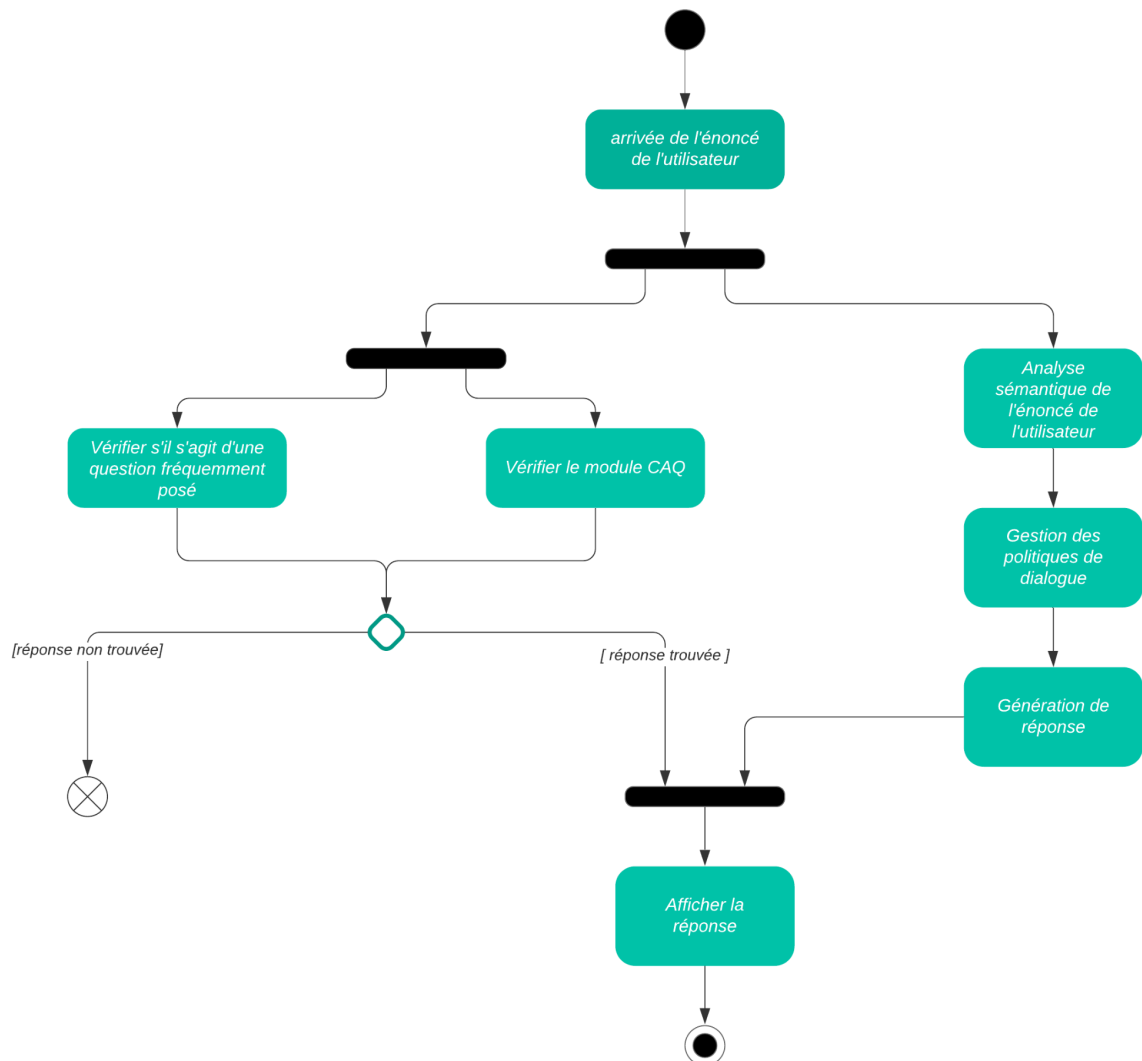 arrivée de l'énoncé
de l'utilisateur
Analyse
sémantique de
l'énoncé de
l'utilisateur
Vérifier s'il s'agit d'une
question fréquemment
posé
Vérifier le module CAQ
Gestion des
politiques de
dialogue
[réponse non trouvée]
[ réponse trouvée ]
Génération de
réponse
Afficher la
réponse